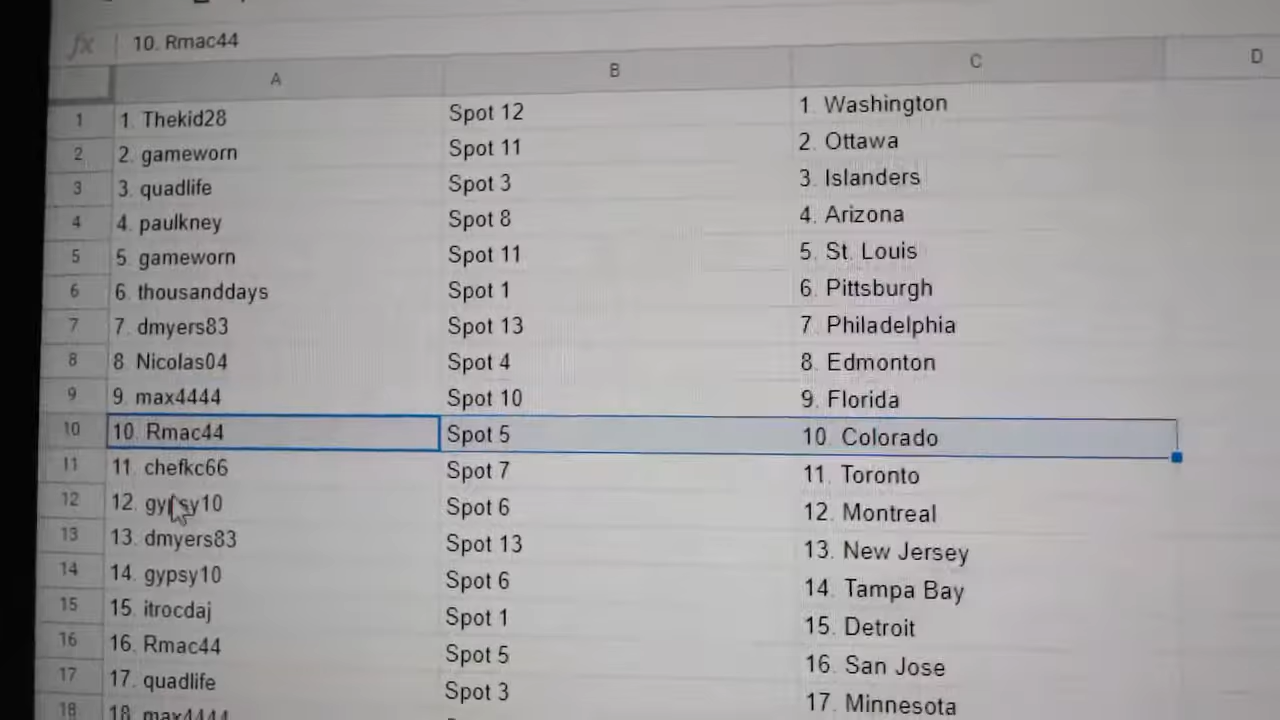 fx 10. Rmac44
A B C D
1 1. Thekid28 Spot 12 1. Washington
2 2. gameworn Spot 11 2. Ottawa
3 3. quadlife Spot 3 3. Islanders
4 4. paulkney Spot 8 4. Arizona
5 5. gameworn Spot 11 5. St. Louis
6 6. thousanddays Spot 1 6. Pittsburgh
7 7. dmyers83 Spot 13 7. Philadelphia
8 8. Nicolas04 Spot 4 8. Edmonton
9 9. max4444 Spot 10 9. Florida
10 10. Rmac44 Spot 5 10. Colorado
11 11. chefkc66 Spot 7 11. Toronto
12 12. gypsy10 Spot 6 12. Montreal
13 13. dmyers83 Spot 13 13. New Jersey
14 14. gypsy10 Spot 6 14. Tampa Bay
15 15. itrocdaj Spot 1 15. Detroit
16 16. Rmac44 Spot 5 16. San Jose
17 17. quadlife Spot 3 17. Minnesota
18 18. max4444